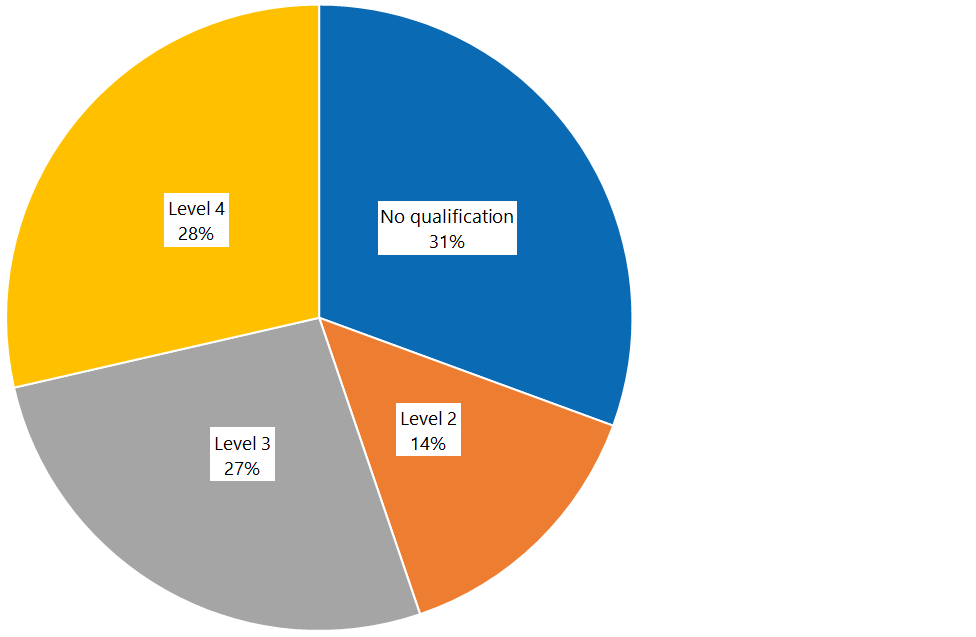 Level 4
28%
No qualification
31%
Level 2
14%
Level 3
27%